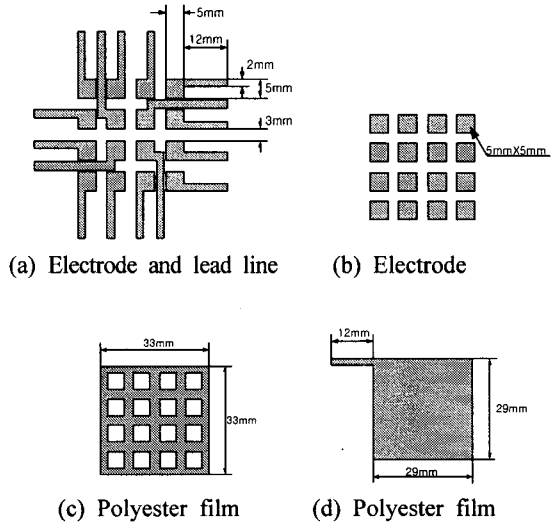 5mm
12mm
2mm
5mm
3mm
5mmX5mm
(a) Electrode and lead line
(b) Electrode
33mm
33mm
12mm
29mm
29mm
(c) Polyester film
(d) Polyester film